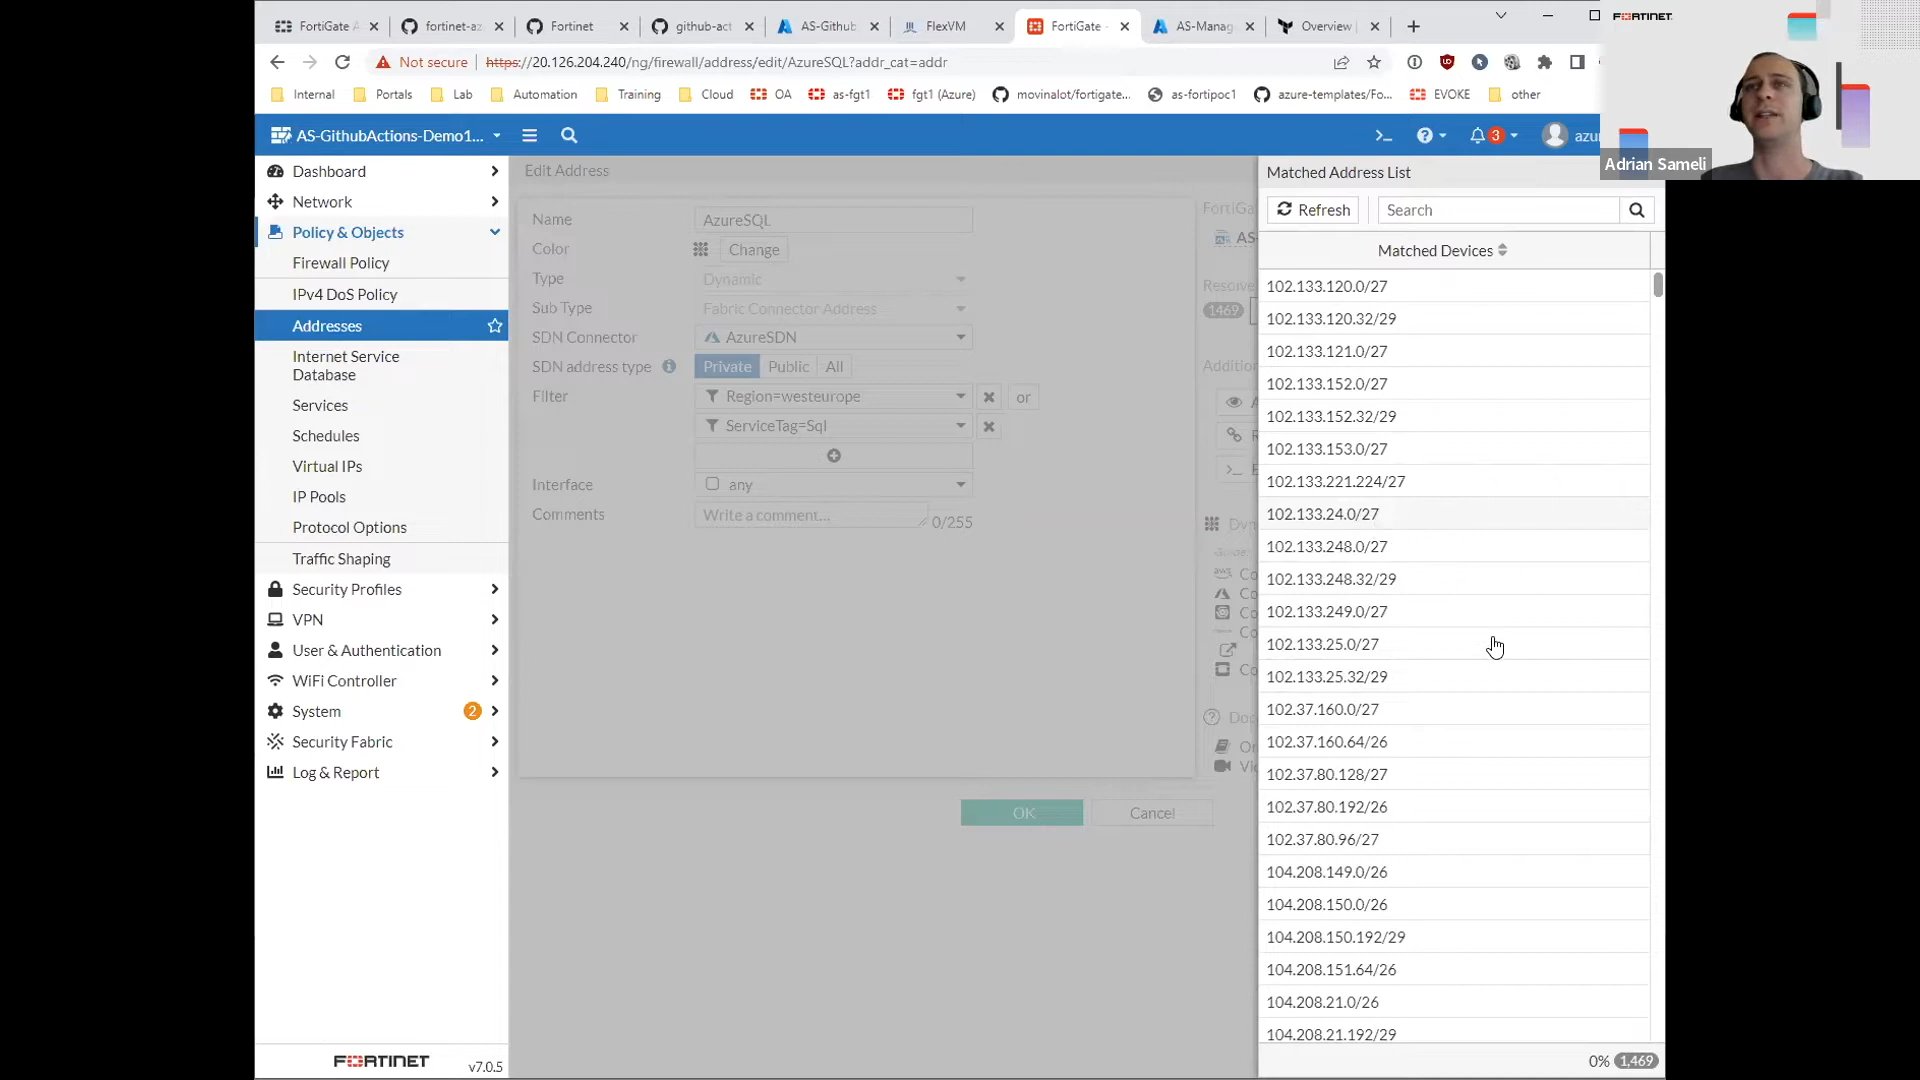 FortiGate A
fortinet-az
Fortinet
github-act
AS-Github
FlexVM
FortiGate -
AS-Manag
Overview |
FORTINET
Not secure
https://20.126.204.240/ng/firewall/address/edit/AzureSQL?addr_cat=addr
Internal
Portals
Lab
Automation
Training
Cloud
OA
as-fgt1
fgt1 (Azure)
movinalot/fortigate...
as-fortipoc1
azure-templates/Fo...
EVOKE
other
AS-GithubActions-Demo1...
3
azu
Adrian Sameli
Dashboard
Network
Policy & Objects
Firewall Policy
IPv4 DoS Policy
Addresses
Internet Service
Database
Services
Schedules
Virtual IPs
IP Pools
Protocol Options
Traffic Shaping
Security Profiles
VPN
User & Authentication
WiFi Controller
System
2
Security Fabric
Log & Report
FORTINET
v7.0.5
Edit Address
Name
AzureSQL
Color
Change
Type
Dynamic
Sub Type
Fabric Connector Address
SDN Connector
AzureSDN
SDN address type
Private
Public
All
Filter
Region=westeurope
or
ServiceTag=Sql
Interface
any
Comments
Write a comment...
0/255
OK
Cancel
FortiGa
AS-
Resolve
1469
Additio
Matched Address List
Refresh
Search
Matched Devices
102.133.120.0/27
102.133.120.32/29
102.133.121.0/27
102.133.152.0/27
102.133.152.32/29
102.133.153.0/27
102.133.221.224/27
102.133.24.0/27
102.133.248.0/27
102.133.248.32/29
102.133.249.0/27
102.133.25.0/27
102.133.25.32/29
102.37.160.0/27
102.37.160.64/26
102.37.80.128/27
102.37.80.192/26
102.37.80.96/27
104.208.149.0/26
104.208.150.0/26
104.208.150.192/29
104.208.151.64/26
104.208.21.0/26
104.208.21.192/29
0%
1,469